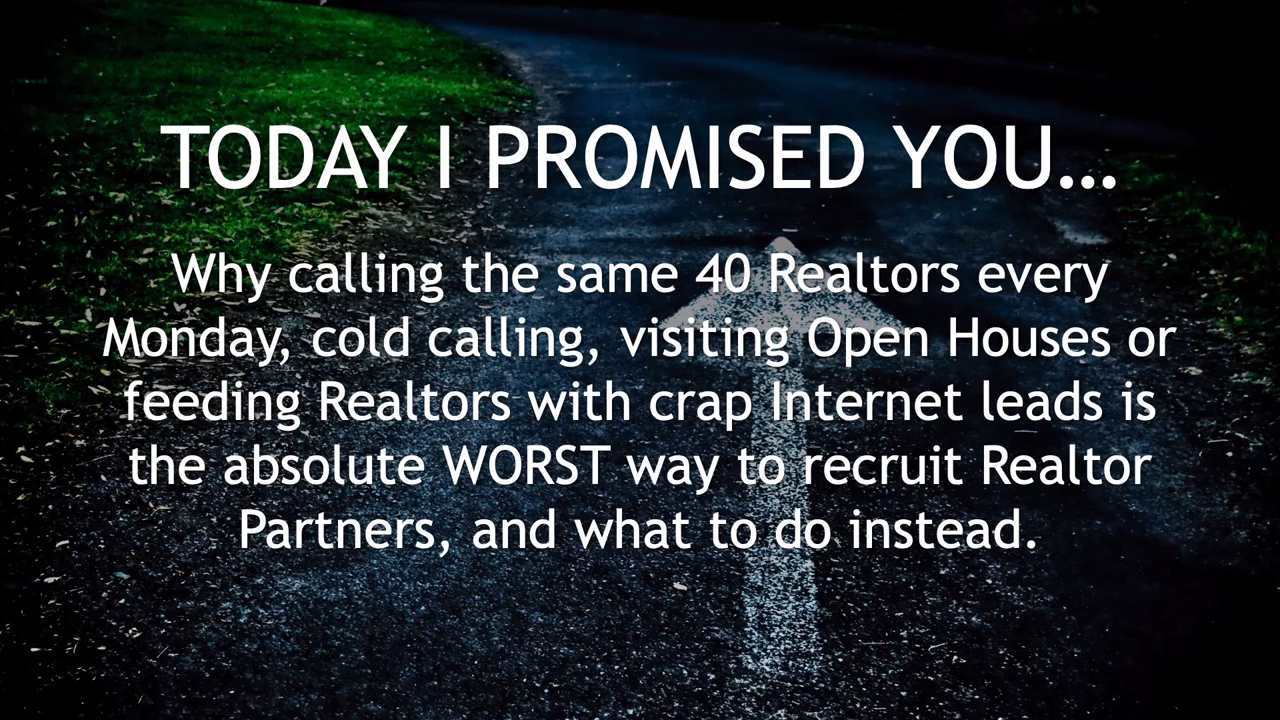 TODAY I PROMISED YOU...
Why calling the same 40 Realtors every
Monday, cold calling, visiting Open Houses or
feeding Realtors with crap Internet leads is
the absolute WORST way to recruit Realtor
Partners, and what to do instead.